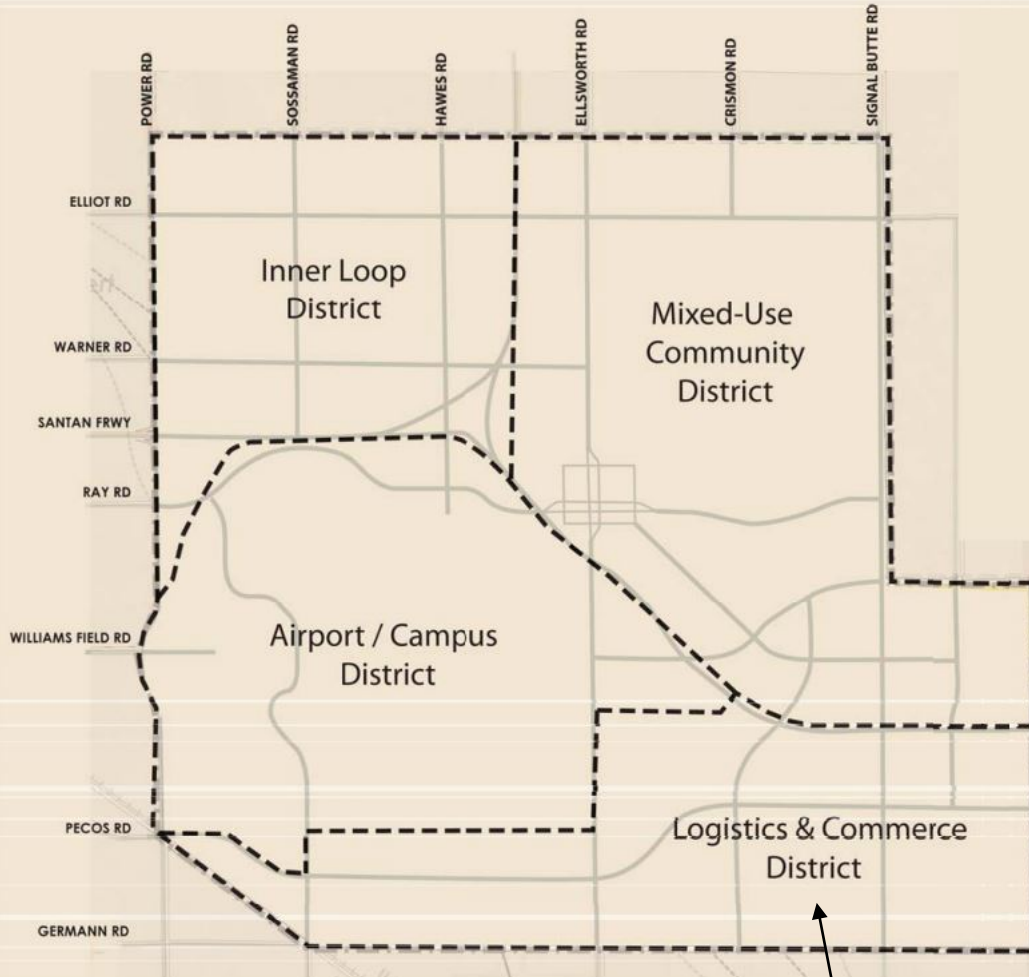 POWER RD
SOSSAMAN RD
HAWES RD
ELLSWORTH RD
CRISMON RD
SIGNAL BUTTE RD
ELLIOT RD
Inner Loop
District
Mixed-Use
Community
District
WARNER RD
SANTAN FRWY
RAY RD
WILLIAMS FIELD RD
Airport / Campus
District
PECOS RD
Logistics & Commerce
District
GERMANN RD